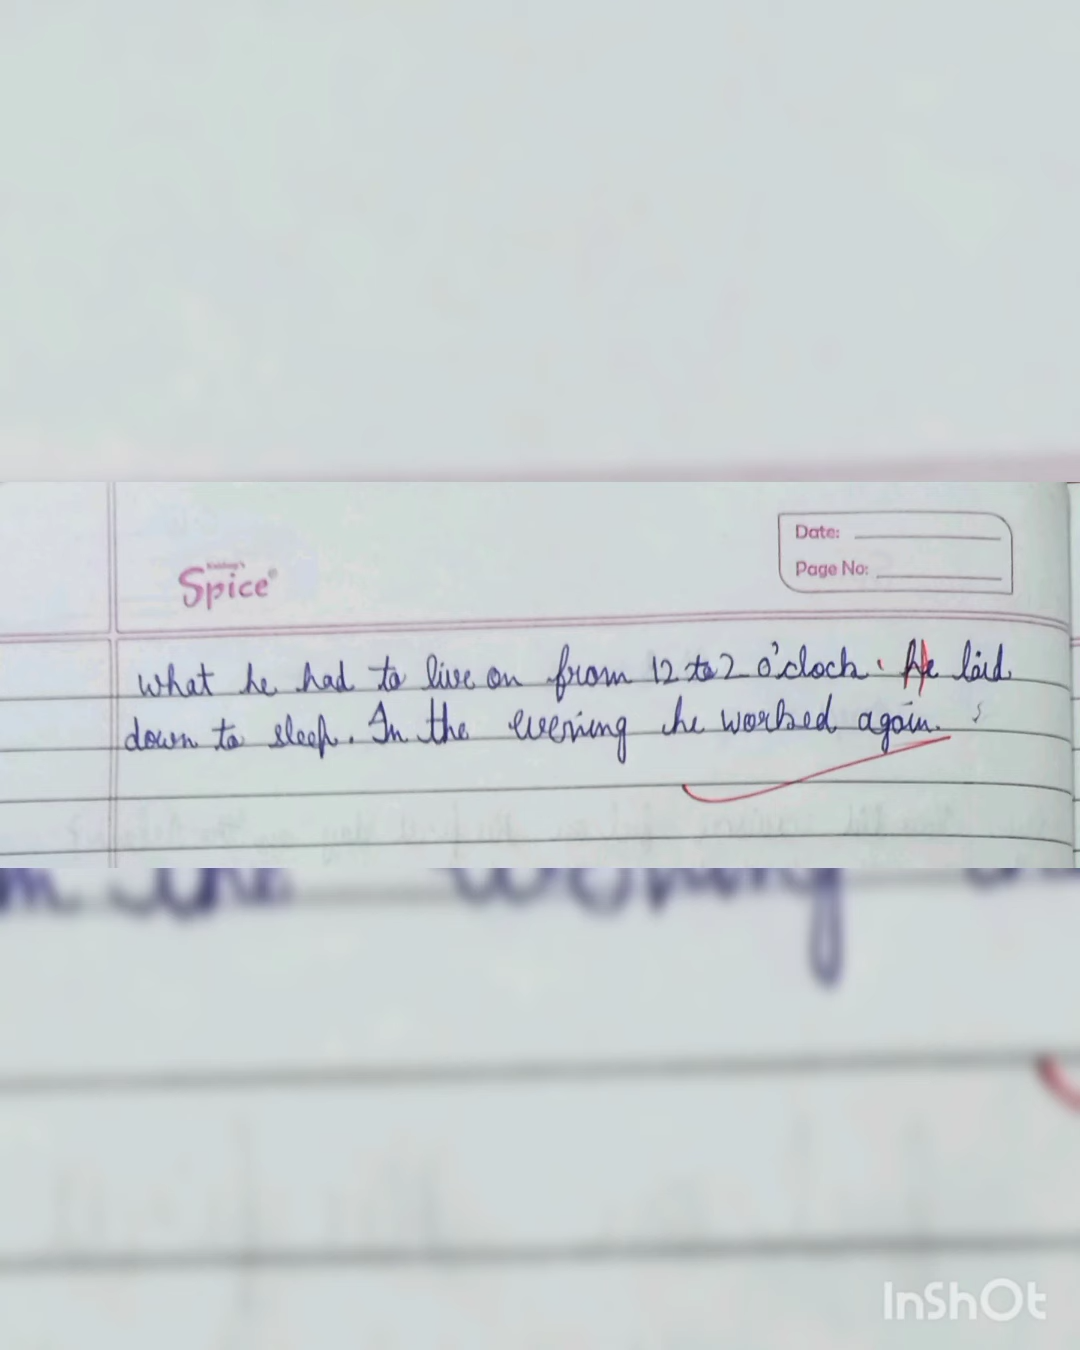 Spice
Date:
Page No:
what he had to live on from 12 to 2 o'clock. He laid
down to sleep. In the evening he worked again.
InShOt